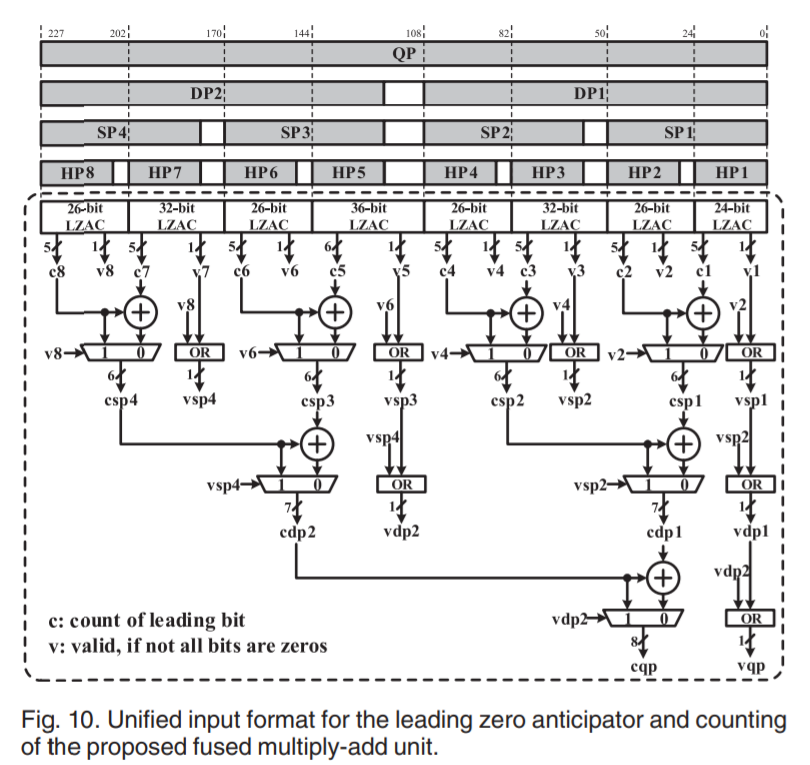 227 202 170 144 108 82 50 24 0
QP
DP2 DP1
SP4 SP3 SP2 SP1
HP8 HP7 HP6 HP5 HP4 HP3 HP2 HP1
26-bit 32-bit 26-bit 36-bit 26-bit 32-bit 26-bit 24-bit
LZAC LZAC LZAC LZAC LZAC LZAC LZAC LZAC
5 1 5 1 5 1 6 1 5 1 5 1 5 1 5 1
c8 v8 c7 v7 c6 v6 c5 v5 c4 v4 c3 v3 c2 v2 c1 v1
+ v8 + v6 + v4 + v2
v8 1 0 OR v6 1 0 OR v4 1 0 OR v2 1 0 OR
6 1 6 1 6 1 6 1
csp4 vsp4 csp3 vsp3 csp2 vsp2 csp1 vsp1
+ vsp4 + vsp2
vsp4 1 0 OR vsp2 1 0 OR
7 1 7 1
cdp2 vdp2 cdp1 vdp1
+ vdp2
c: count of leading bit vdp2 1 0 OR
v: valid, if not all bits are zeros 8 1
cqp vqp
Fig. 10. Unified input format for the leading zero anticipator and counting
of the proposed fused multiply-add unit.